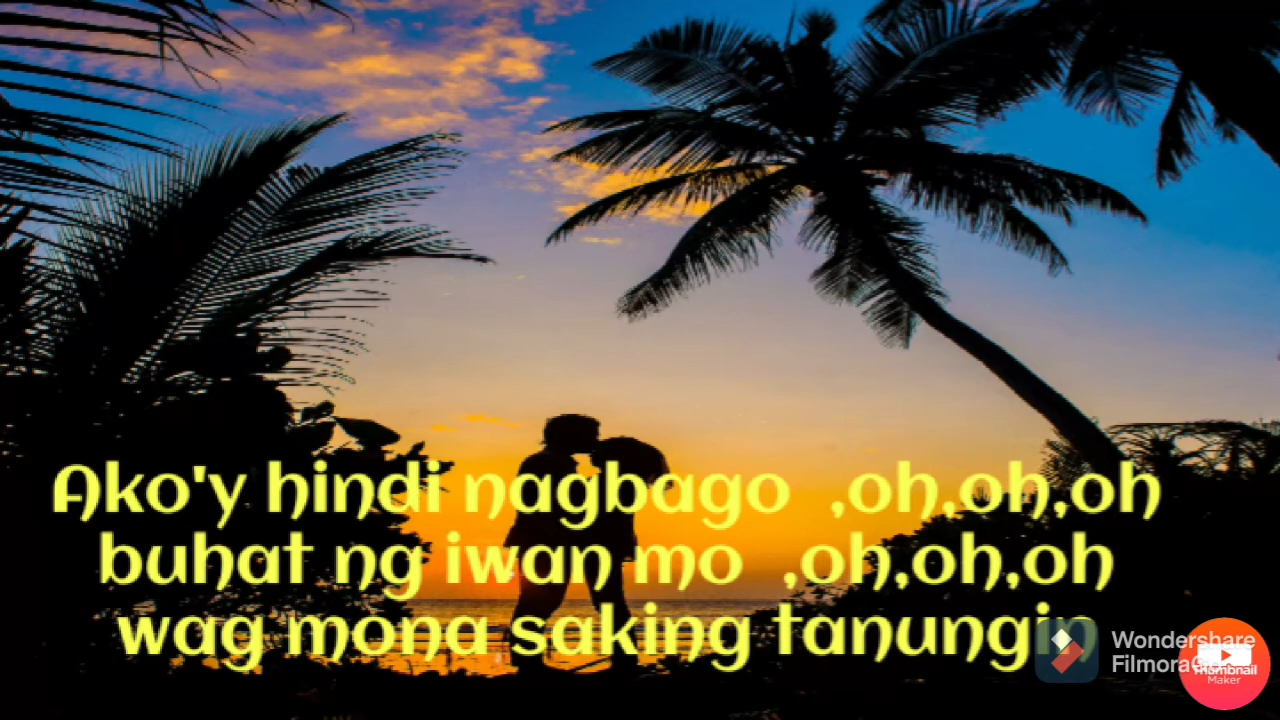 Ako'y hindi nagbago ,oh,oh,oh
buhat ng iwan mo ,oh,oh,oh
wag mona saking tanungin
Wondershare
Filmora
Thumbnail
Maker